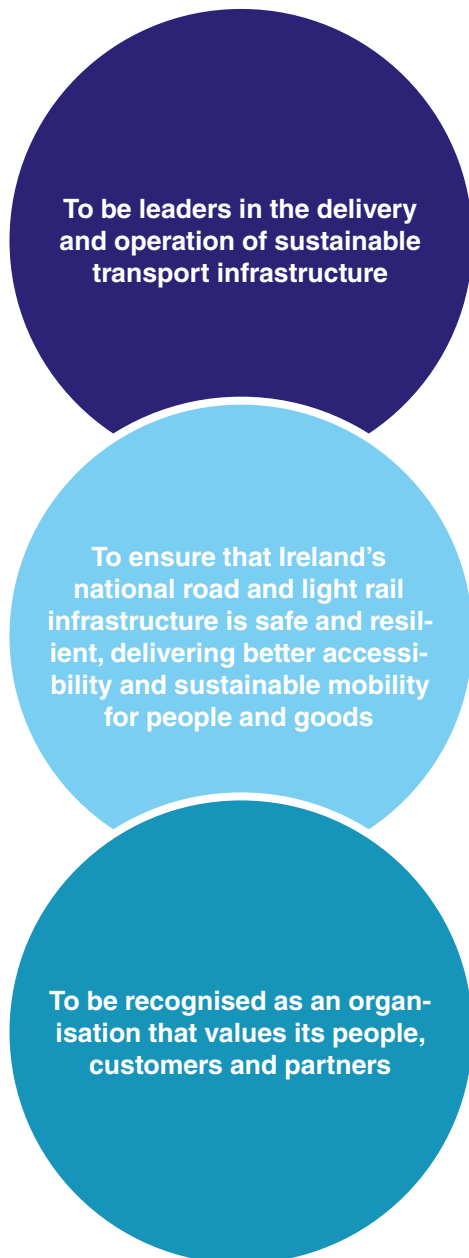 To be leaders in the delivery
and operation of sustainable
transport infrastructure
To ensure that Ireland’s
national road and light rail
infrastructure is safe and resil-
ient, delivering better accessi-
bility and sustainable mobility
for people and goods
To be recognised as an organ-
isation that values its people,
customers and partners